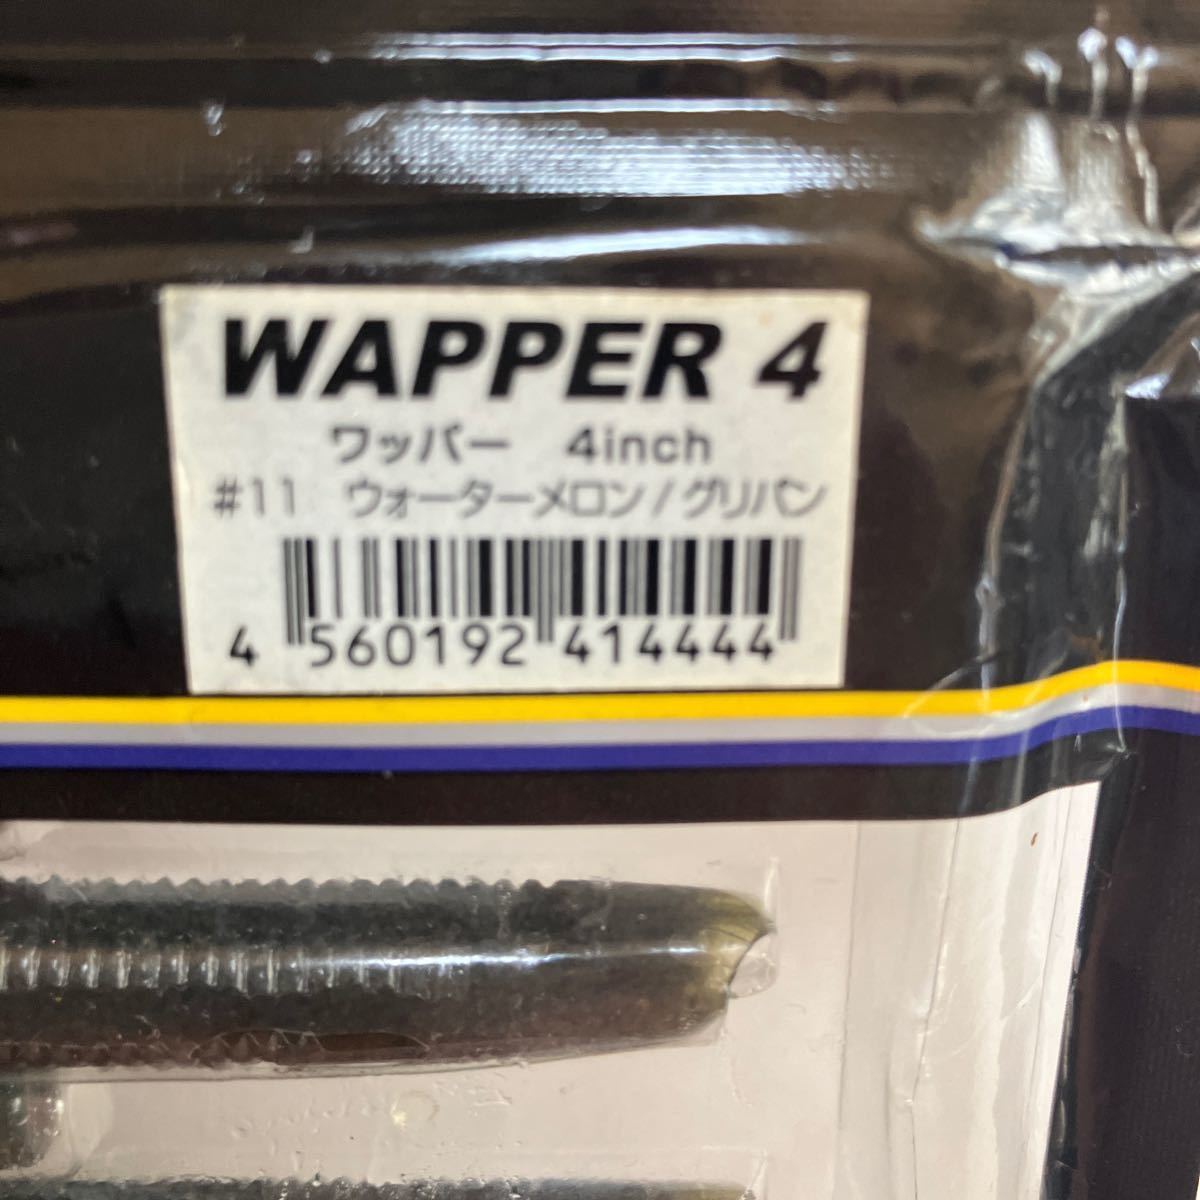 WAPPER 4
ワッパー 4inch
#11 ウォーターメロン/グリパン
4 560192 414444